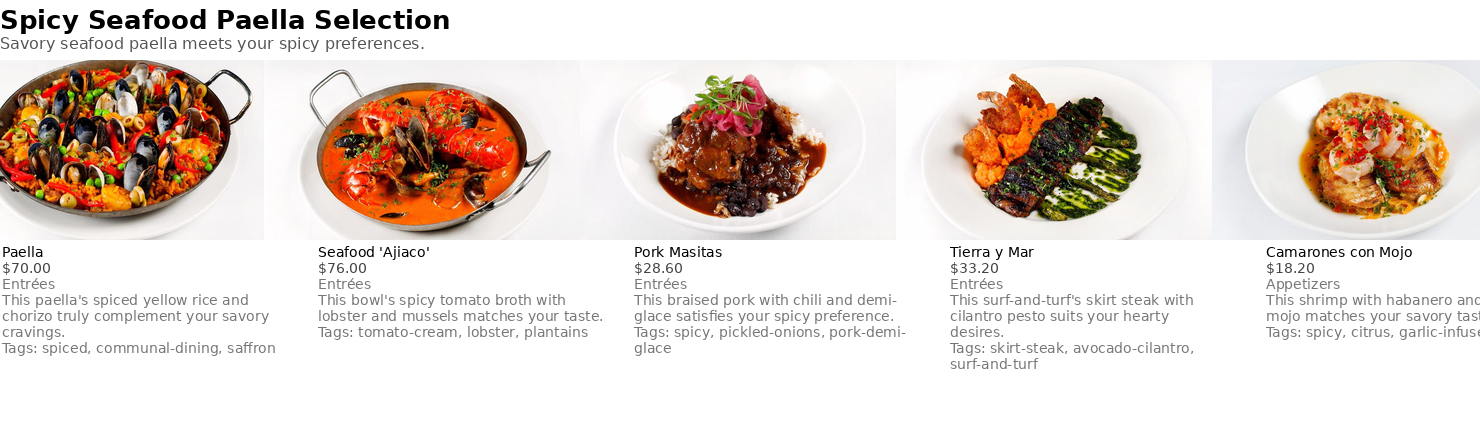 Spicy Seafood Paella Selection
Savory seafood paella meets your spicy preferences.
Paella
$70.00
Entrées
This paella's spiced yellow rice and
chorizo truly complement your savory
cravings.
Tags: spiced, communal-dining, saffron
Seafood 'Ajiaco'
$76.00
Entrées
This bowl's spicy tomato broth with
lobster and mussels matches your taste.
Tags: tomato-cream, lobster, plantains
Pork Masitas
$28.60
Entrées
This braised pork with chili and demi-
glace satisfies your spicy preference.
Tags: spicy, pickled-onions, pork-demi-
glace
Tierra y Mar
$33.20
Entrées
This surf-and-turf's skirt steak with
cilantro pesto suits your hearty
desires.
Tags: skirt-steak, avocado-cilantro,
surf-and-turf
Camarones con Mojo
$18.20
Appetizers
This shrimp with habanero and
mojo matches your savory
Tags: spicy, citrus,